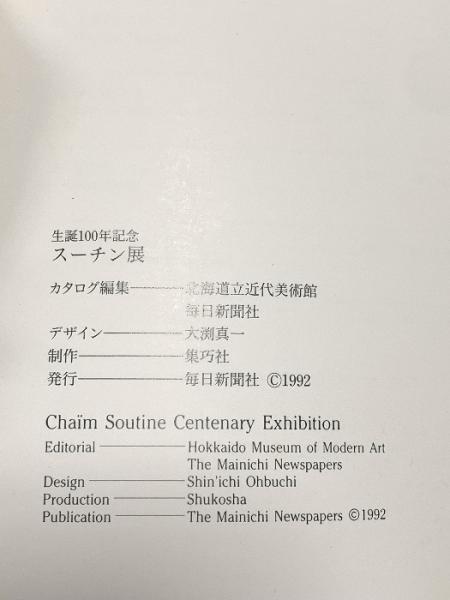 生誕100年記念
スーチン展
カタログ編集————北海道立近代美術館
毎日新聞社
デザイン————大渕真一
制作————集巧社
発行————毎日新聞社 ©1992
Chaïm Soutine Centenary Exhibition
Editorial————Hokkaido Museum of Modern Art
The Mainichi Newspapers
Design————Shin'ichi Ohbuchi
Production————Shukosha
Publication————The Mainichi Newspapers ©1992